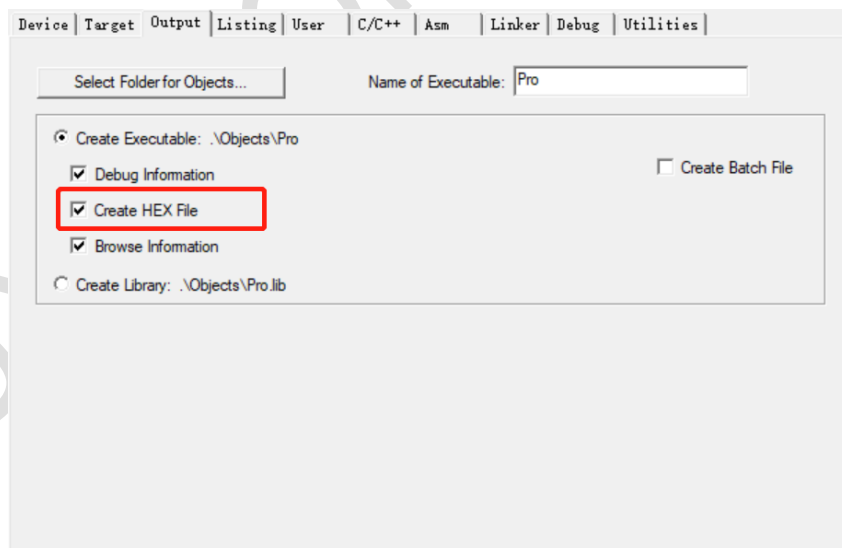 Device Target Output Listing User C/C++ Asm Linker Debug Utilities
Select Folder for Objects... Name of Executable: Pro
Create Executable: .\Objects\Pro
Debug Information Create Batch File
Create HEX File
Browse Information
Create Library: .\Objects\Pro.lib